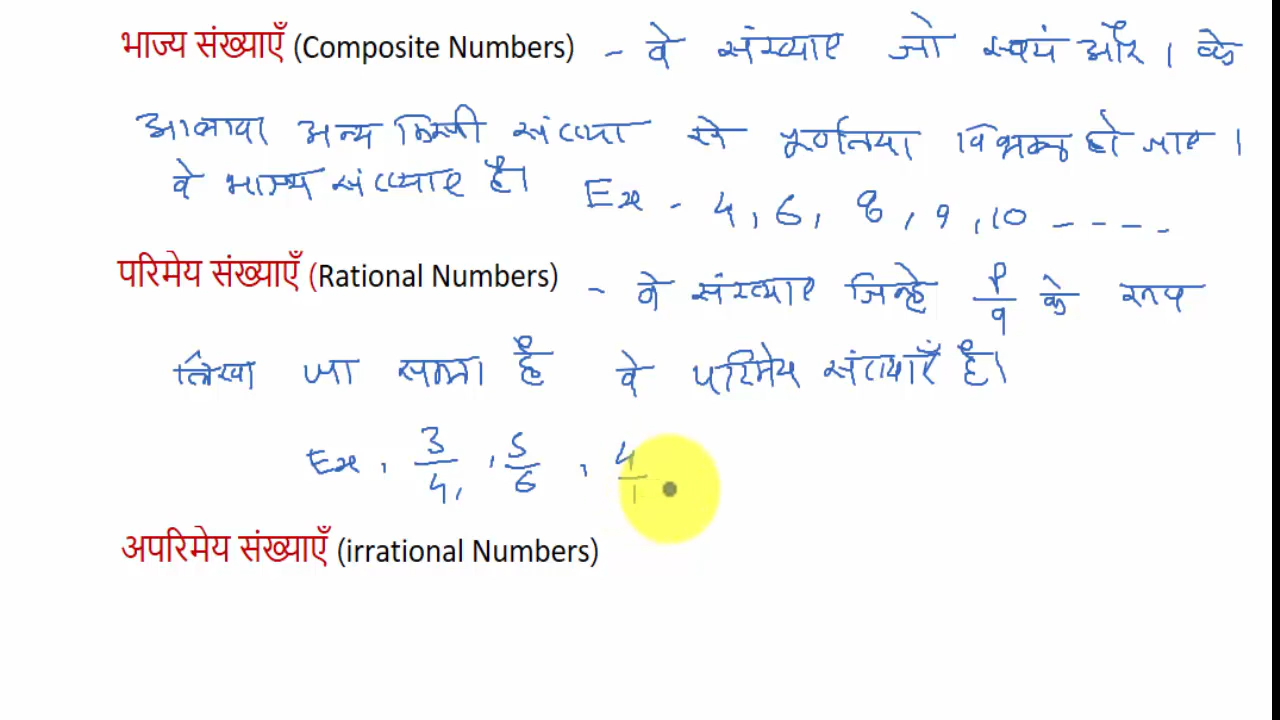 भाज्य संख्याएँ (Composite Numbers) - वे संख्याए जो स्वयं और 1 के
अलावा अन्य किसी संख्या से पूर्णतया विभक्त हो जाए ।
वे भाज्य संख्याए है। Ex - 4, 6, 8, 9, 10 - - - -
परिमेय संख्याएँ (Rational Numbers) - वे संख्याए जिन्हे p/q के रूप
लिखा जा सकता है वे परिमेय संख्याएँ है।
Ex, 3/4, , 5/6 , 4/1
अपरिमेय संख्याएँ (irrational Numbers)